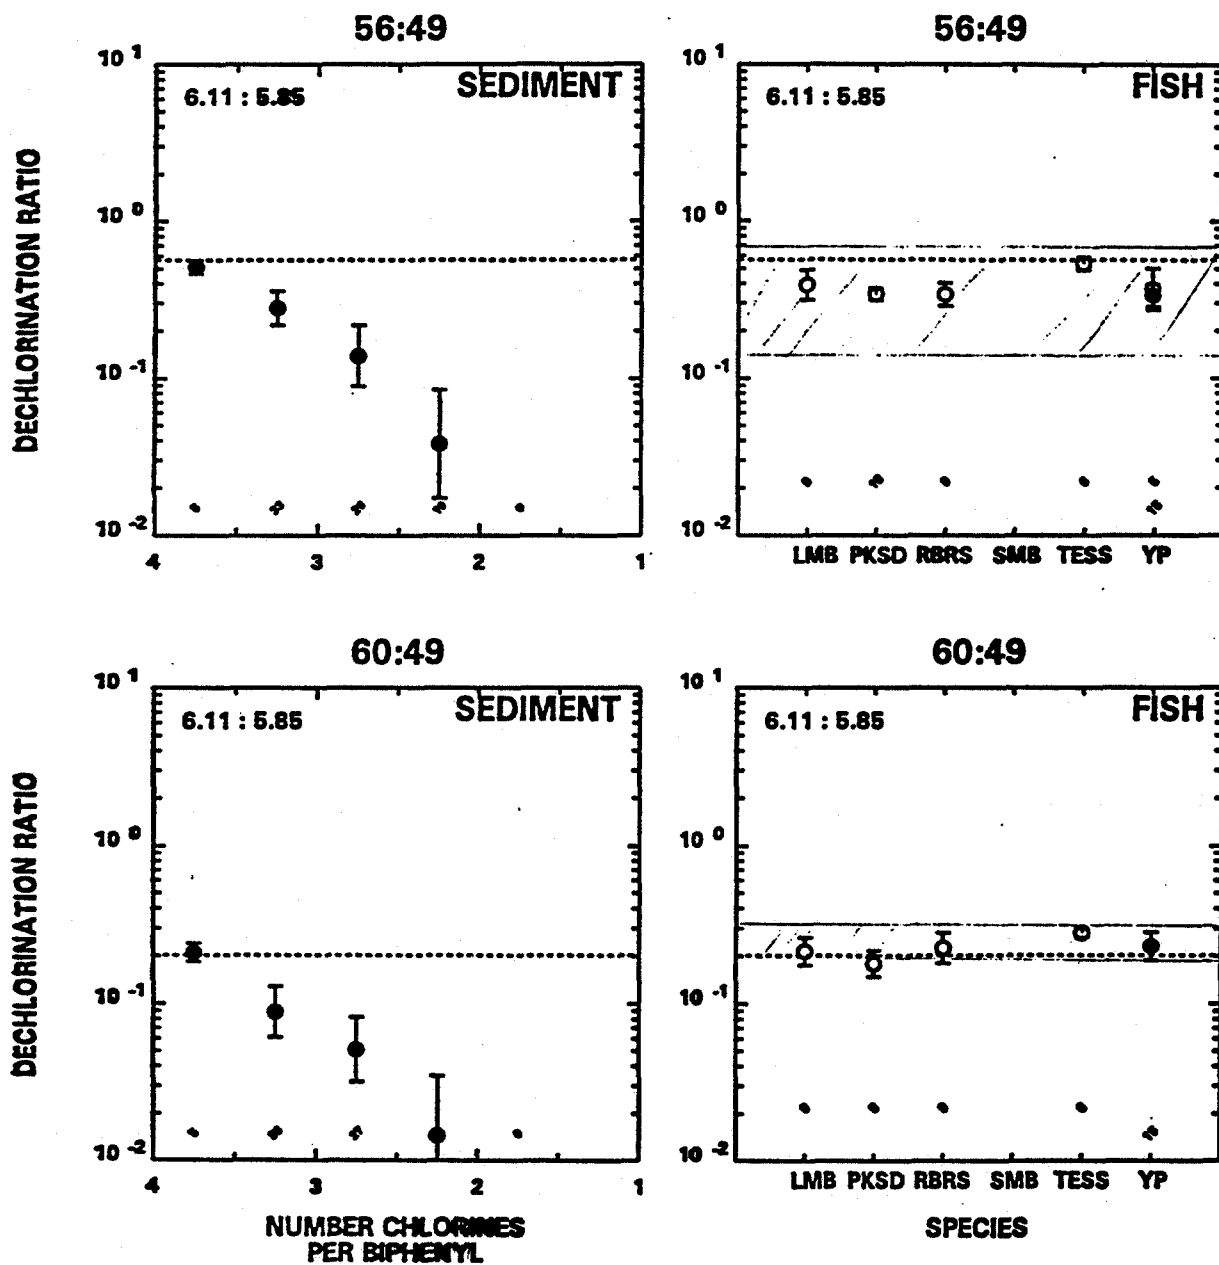 56:49
56:49
DECHLORINATION RATIO
10 1
10 0
10 -1
10 -2
SEDIMENT
6.11 : 5.85
4
3
2
1
10 1
10 0
10 -1
10 -2
FISH
6.11 : 5.85
LMB PKSD RBRS SMB TESS YP
60:49
60:49
DECHLORINATION RATIO
10 1
10 0
10 -1
10 -2
SEDIMENT
6.11 : 5.85
4
3
2
1
NUMBER CHLORINES
PER BIPHENYL
10 1
10 0
10 -1
10 -2
FISH
6.11 : 5.85
LMB PKSD RBRS SMB TESS YP
SPECIES